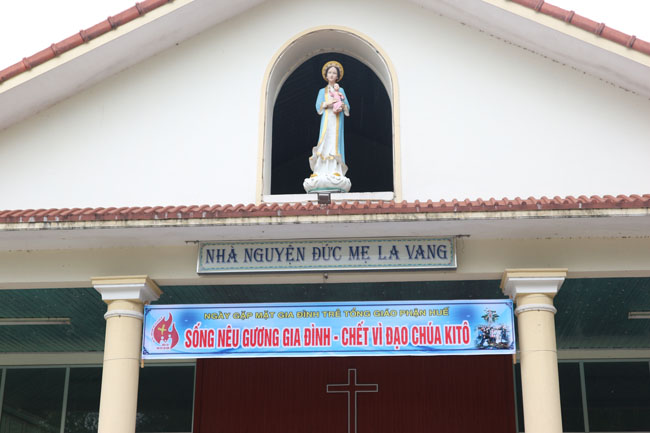 NHÀ NGUYỆN ĐỨC MẸ LA VANG
NGÀY GẶP MẶT GIA ĐÌNH TRẺ TỔNG GIÁO PHẬN HUẾ
SỐNG NÊU GƯƠNG GIA ĐÌNH - CHẾT VÌ ĐẠO CHÚA KITÔ